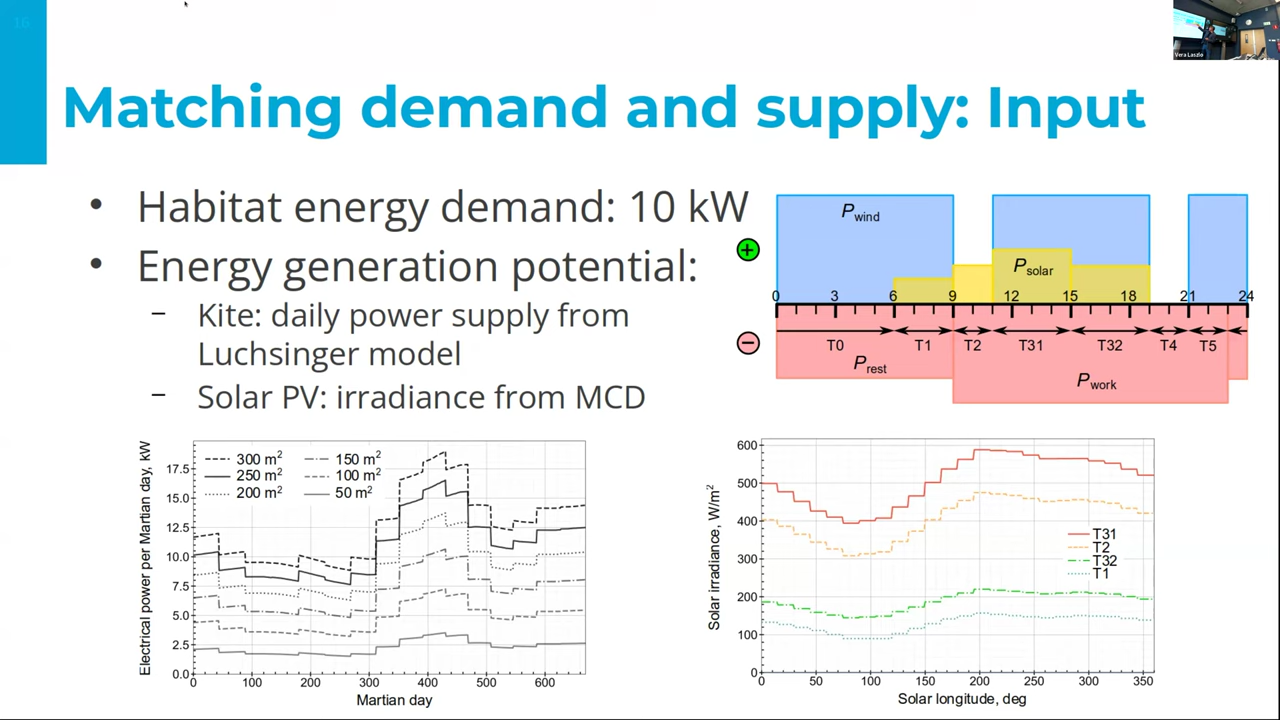 16
Vera Laszlo
Matching demand and supply: Input
• Habitat energy demand: 10 kW
• Energy generation potential:
– Kite: daily power supply from
Luchsinger model
– Solar PV: irradiance from MCD
Pwind
Psolar
+
0 3 6 9 12 15 18 21 24
−
T0 T1 T2 T31 T32 T4 T5
Prest
Pwork
Electrical power per Martian day, kW
300 m² 150 m²
250 m² 100 m²
200 m² 50 m²
17.5
15.0
12.5
10.0
7.5
5.0
2.5
0.0
0 100 200 300 400 500 600
Martian day
Solar irradiance, W/m²
600
500
400
300
200
100
0
T31
T2
T32
T1
0 50 100 150 200 250 300 350
Solar longitude, deg